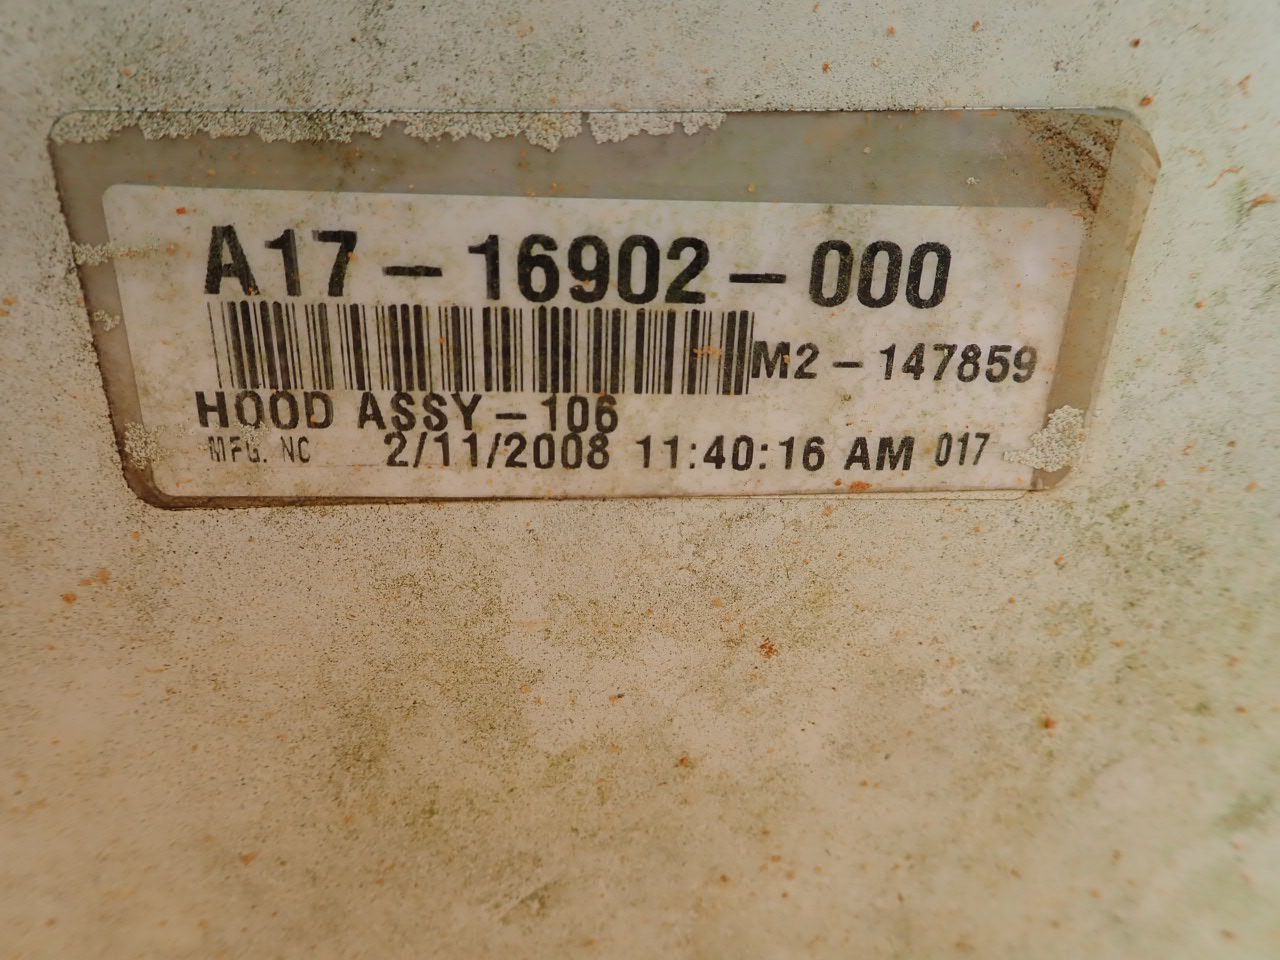 A17-16902-000
M2-147859
HOOD ASSY-106
MFG. NC 2/11/2008 11:40:16 AM 017